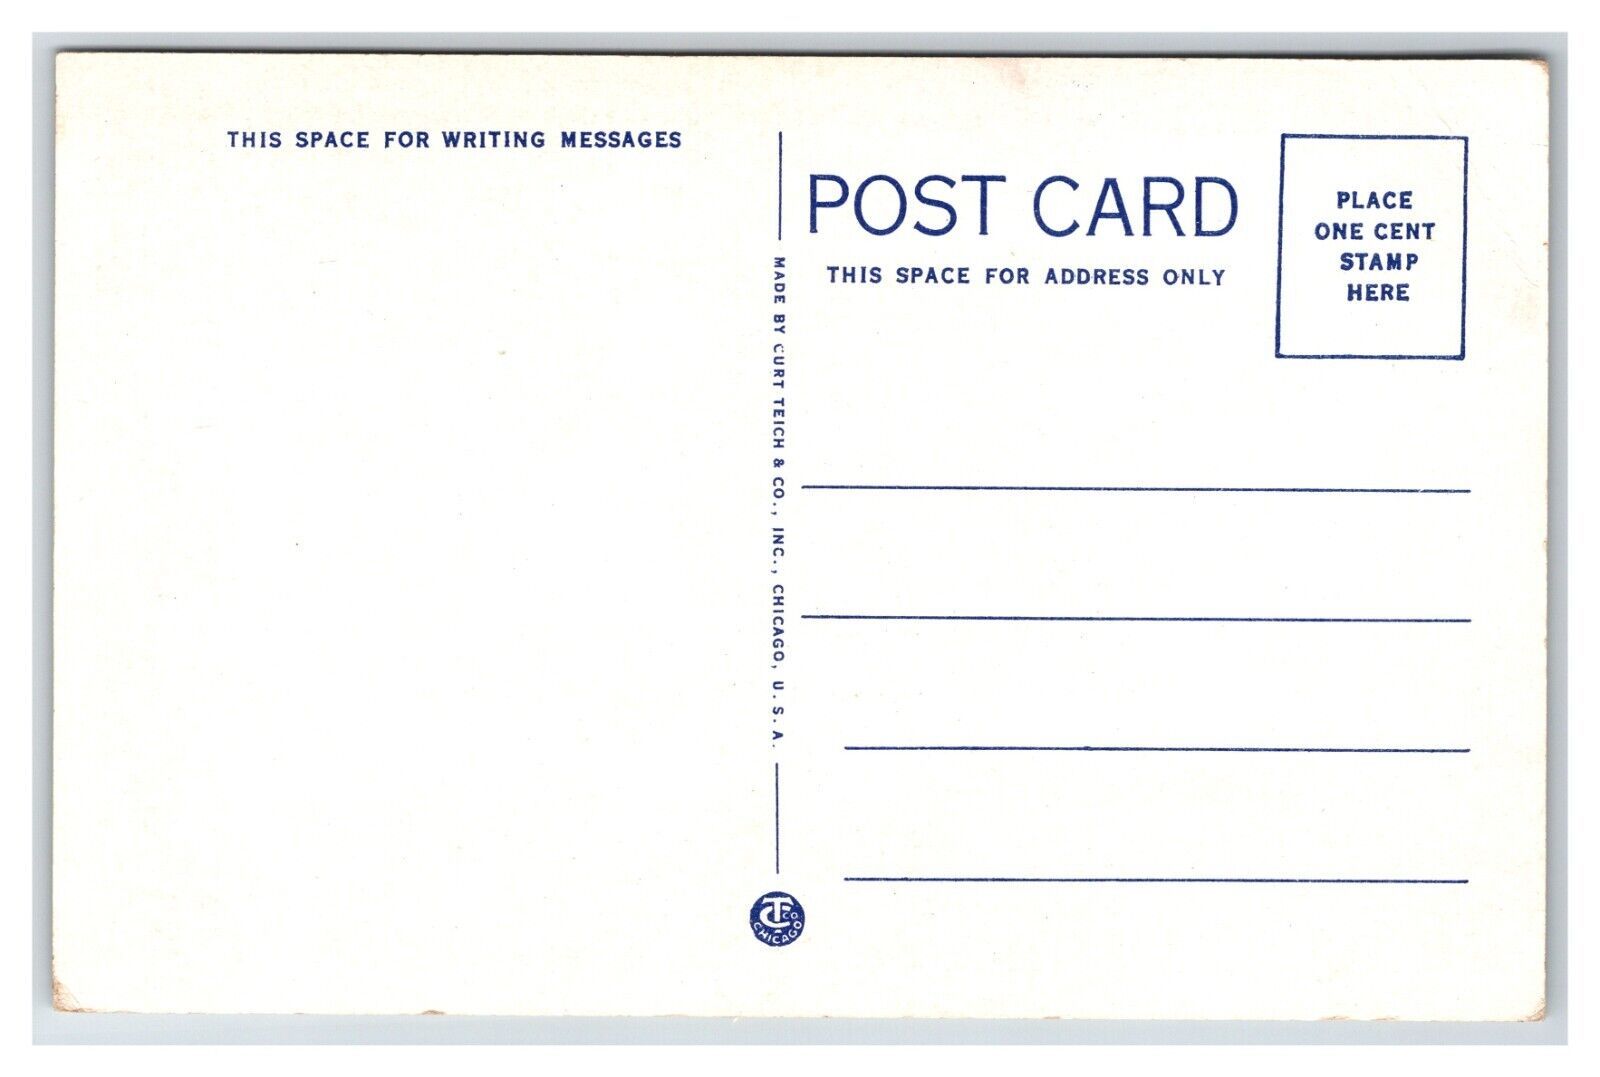 THIS SPACE FOR WRITING MESSAGES
POST CARD
THIS SPACE FOR ADDRESS ONLY
PLACE
ONE CENT
STAMP
HERE
MADE BY CURT TEICH & CO., INC., CHICAGO, U.S.A.
CT CO.
CHICAGO